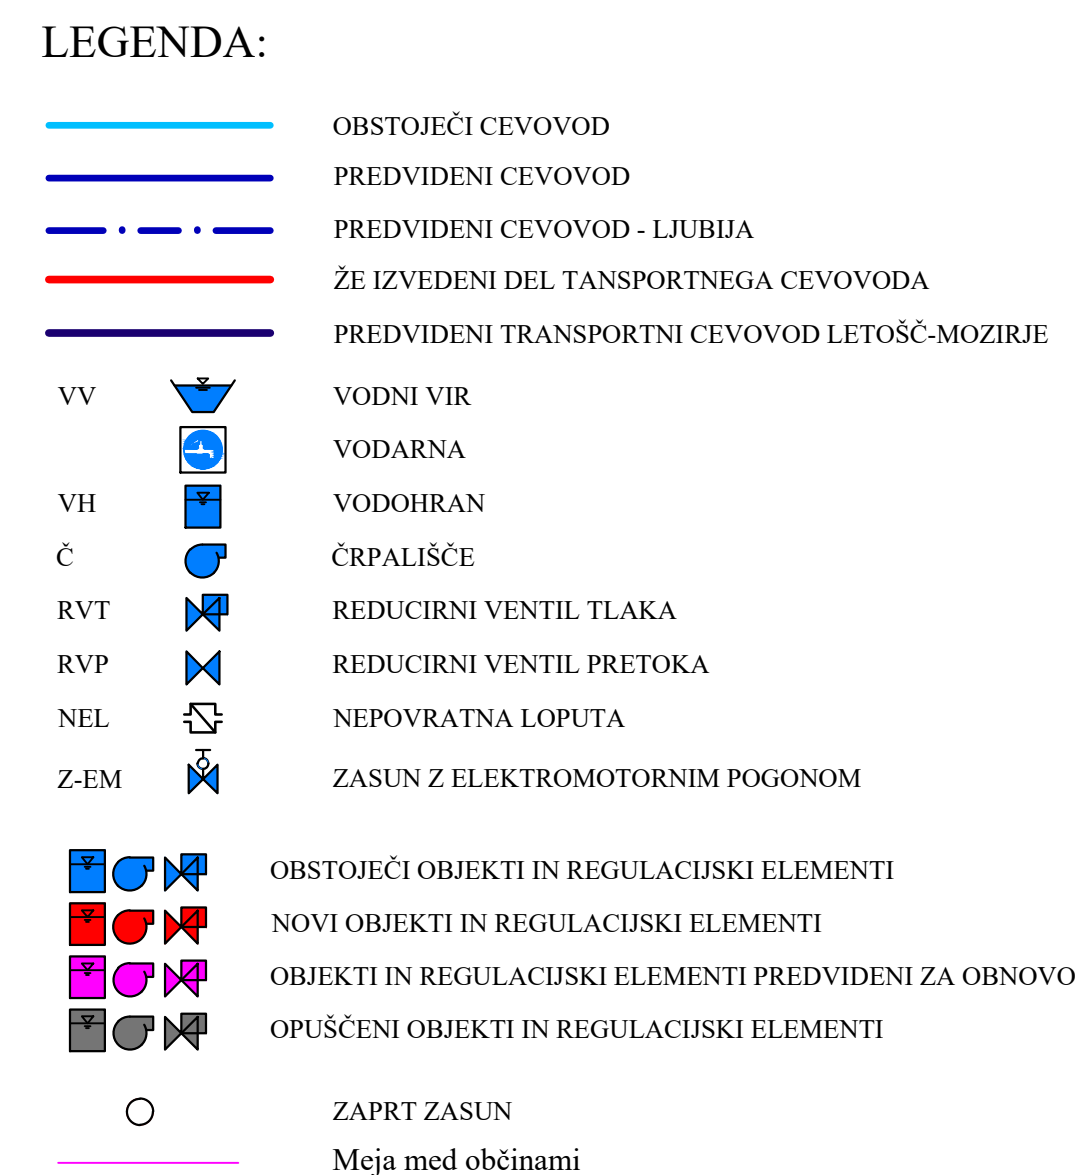 LEGENDA:
OBSTOJEČI CEVOVOD
PREDVIDENI CEVOVOD
PREDVIDENI CEVOVOD - LJUBIJA
ŽE IZVEDENI DEL TANSPORTNEGA CEVOVODA
PREDVIDENI TRANSPORTNI CEVOVOD LETOŠČ-MOZIRJE
VV VODNI VIR
VODARNA
VH VODOHRAN
Č ČRPALIŠČE
RVT REDUCIRNI VENTIL TLAKA
RVP REDUCIRNI VENTIL PRETOKA
NEL NEPOVRATNA LOPUTA
Z-EM ZASUN Z ELEKTROMOTORNIM POGONOM
OBSTOJEČI OBJEKTI IN REGULACIJSKI ELEMENTI
NOVI OBJEKTI IN REGULACIJSKI ELEMENTI
OBJEKTI IN REGULACIJSKI ELEMENTI PREDVIDENI ZA OBNOVO
OPUŠČENI OBJEKTI IN REGULACIJSKI ELEMENTI
ZAPRT ZASUN
Meja med občinami